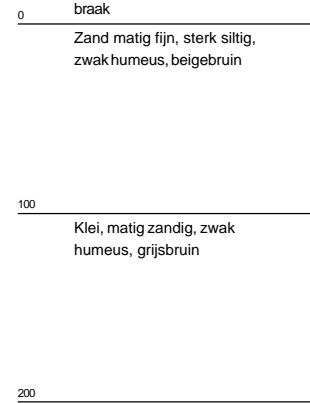 braak
0
Zand matig fijn, sterk siltig,
zwak humeus, beigebruin
100
Klei, matig zandig, zwak
humeus, grijsbruin
200